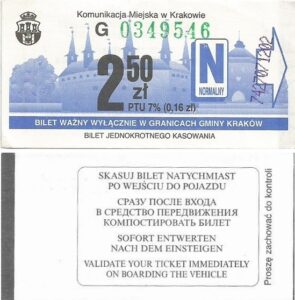 Komunikacja Miejska w Krakowie
G 0349546
2 50 zł
PTU 7% (0,16 zł)
N
NORMALNY
BILET WAŻNY WYŁĄCZNIE W GRANICACH GMINY KRAKÓW
BILET JEDNOKROTNEGO KASOWANIA
SKASUJ BILET NATYCHMIAST
PO WEJŚCIU DO POJAZDU
СРАЗУ ПОСЛЕ ВХОДА
В СРЕДСТВО ПЕРЕДВИЖЕНИЯ
КОМПОСТИРОВАТЬ БИЛЕТ
SOFORT ENTWERTEN
NACH DEM EINSTEIGEN
VALIDATE YOUR TICKET IMMEDIATELY
ON BOARDING THE VEHICLE
Proszę zachować do kontroli